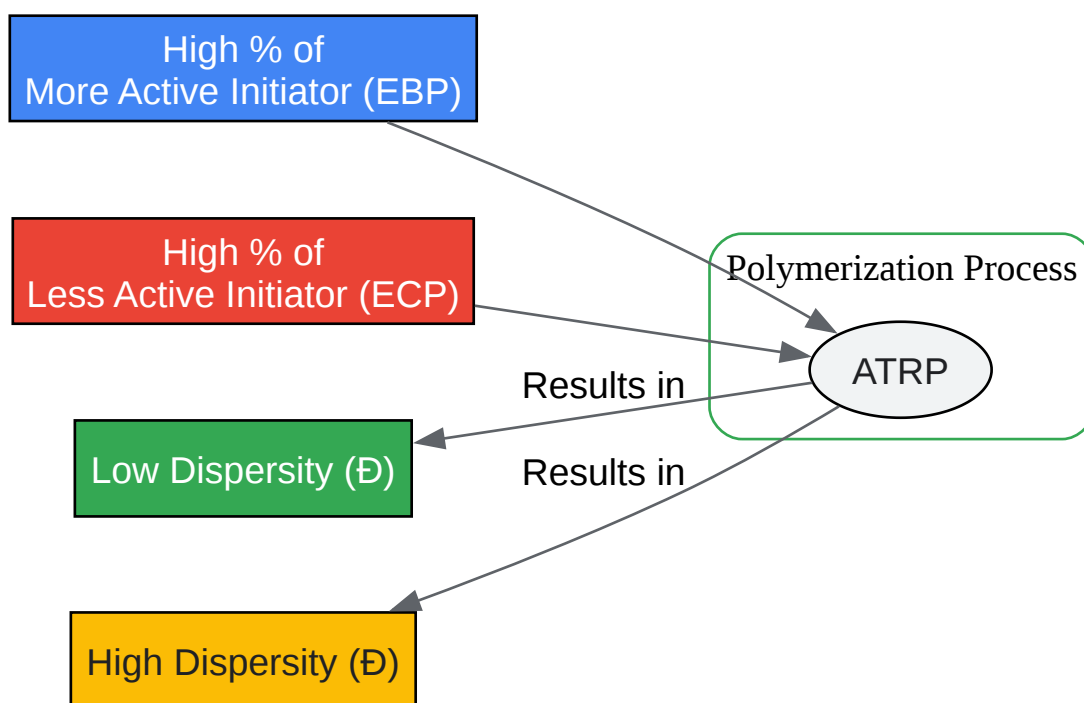 High % of
More Active Initiator (EBP)
High % of
Less Active Initiator (ECP)
Polymerization Process
ATRP
Results in
Low Dispersity (Đ)
Results in
High Dispersity (Đ)